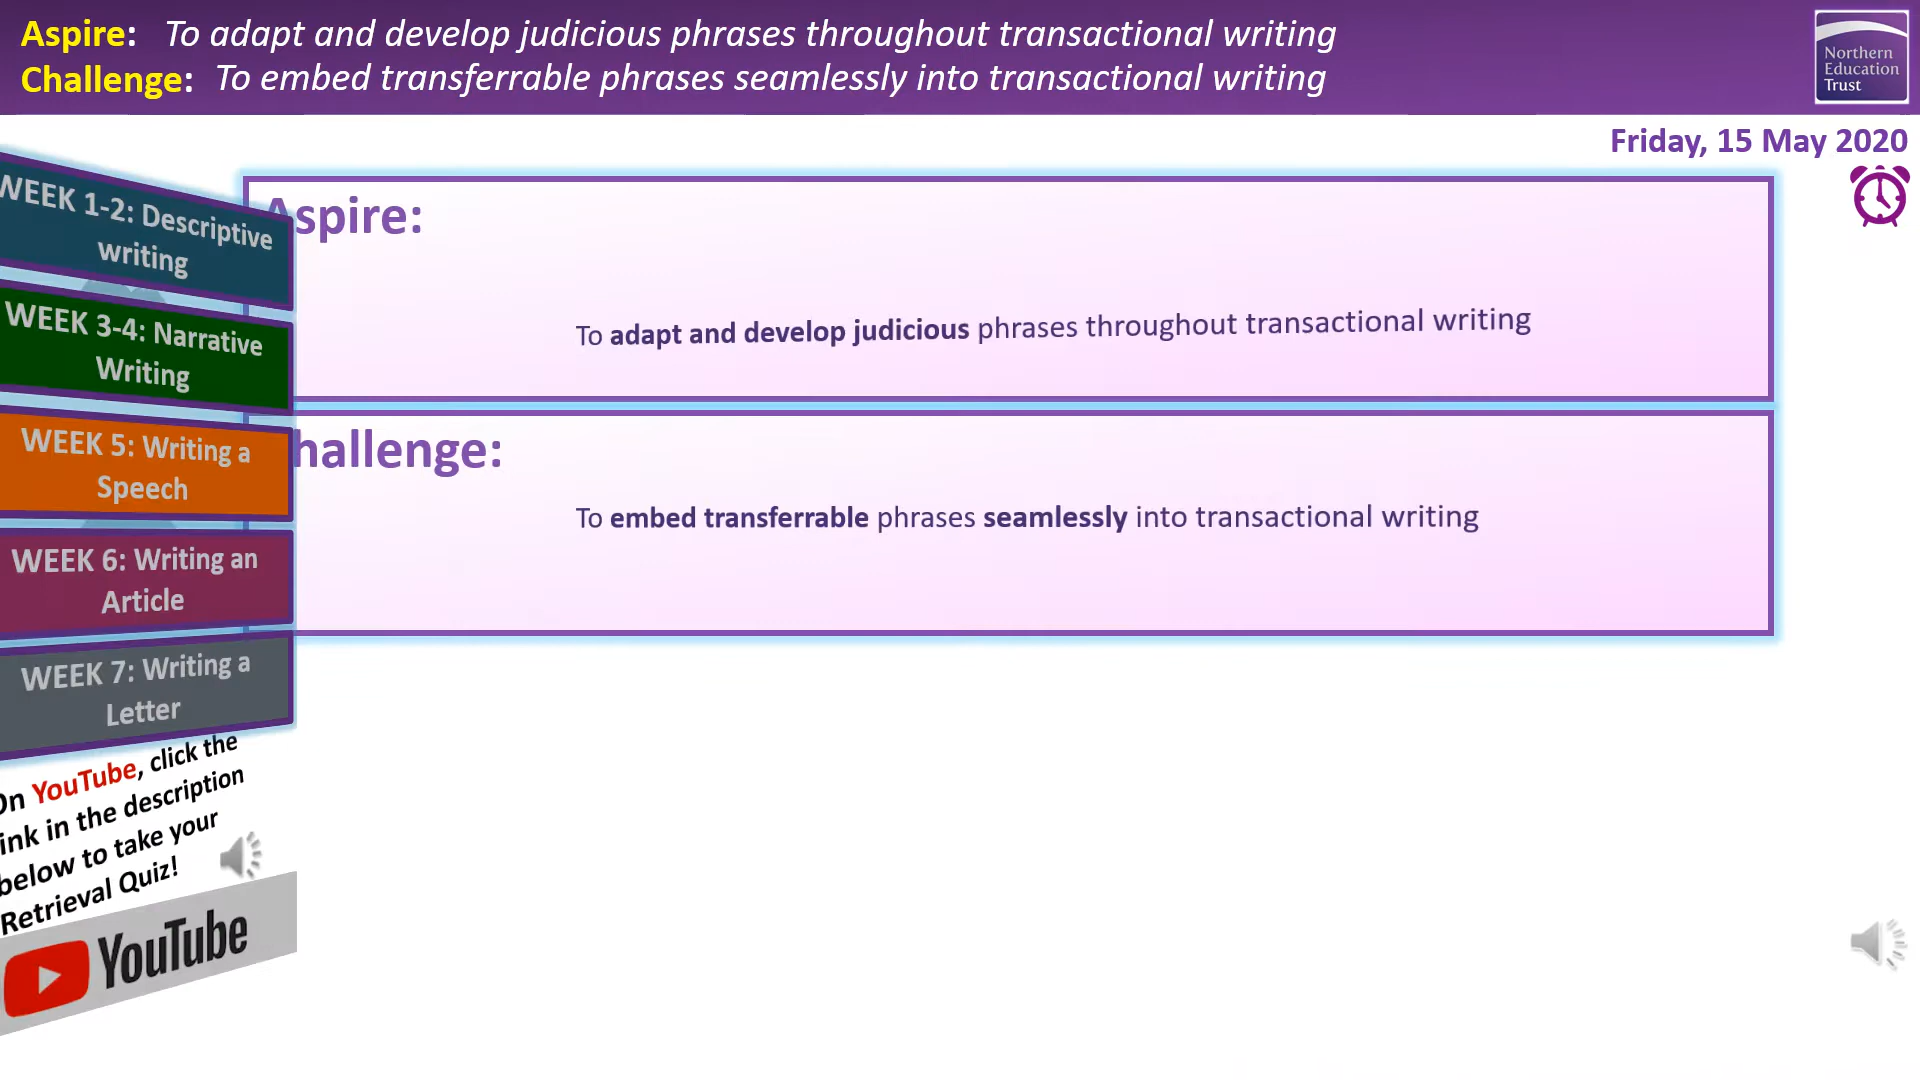 Aspire: To adapt and develop judicious phrases throughout transactional writing
Challenge: To embed transferrable phrases seamlessly into transactional writing
Northern
Education
Trust
Friday, 15 May 2020
WEEK 1-2: Descriptive
writing
WEEK 3-4: Narrative
Writing
WEEK 5: Writing a
Speech
WEEK 6: Writing an
Article
WEEK 7: Writing a
Letter
On YouTube, click the
ink in the description
below to take your
Retrieval Quiz!
YouTube
Aspire:
To adapt and develop judicious phrases throughout transactional writing
hallenge:
To embed transferrable phrases seamlessly into transactional writing